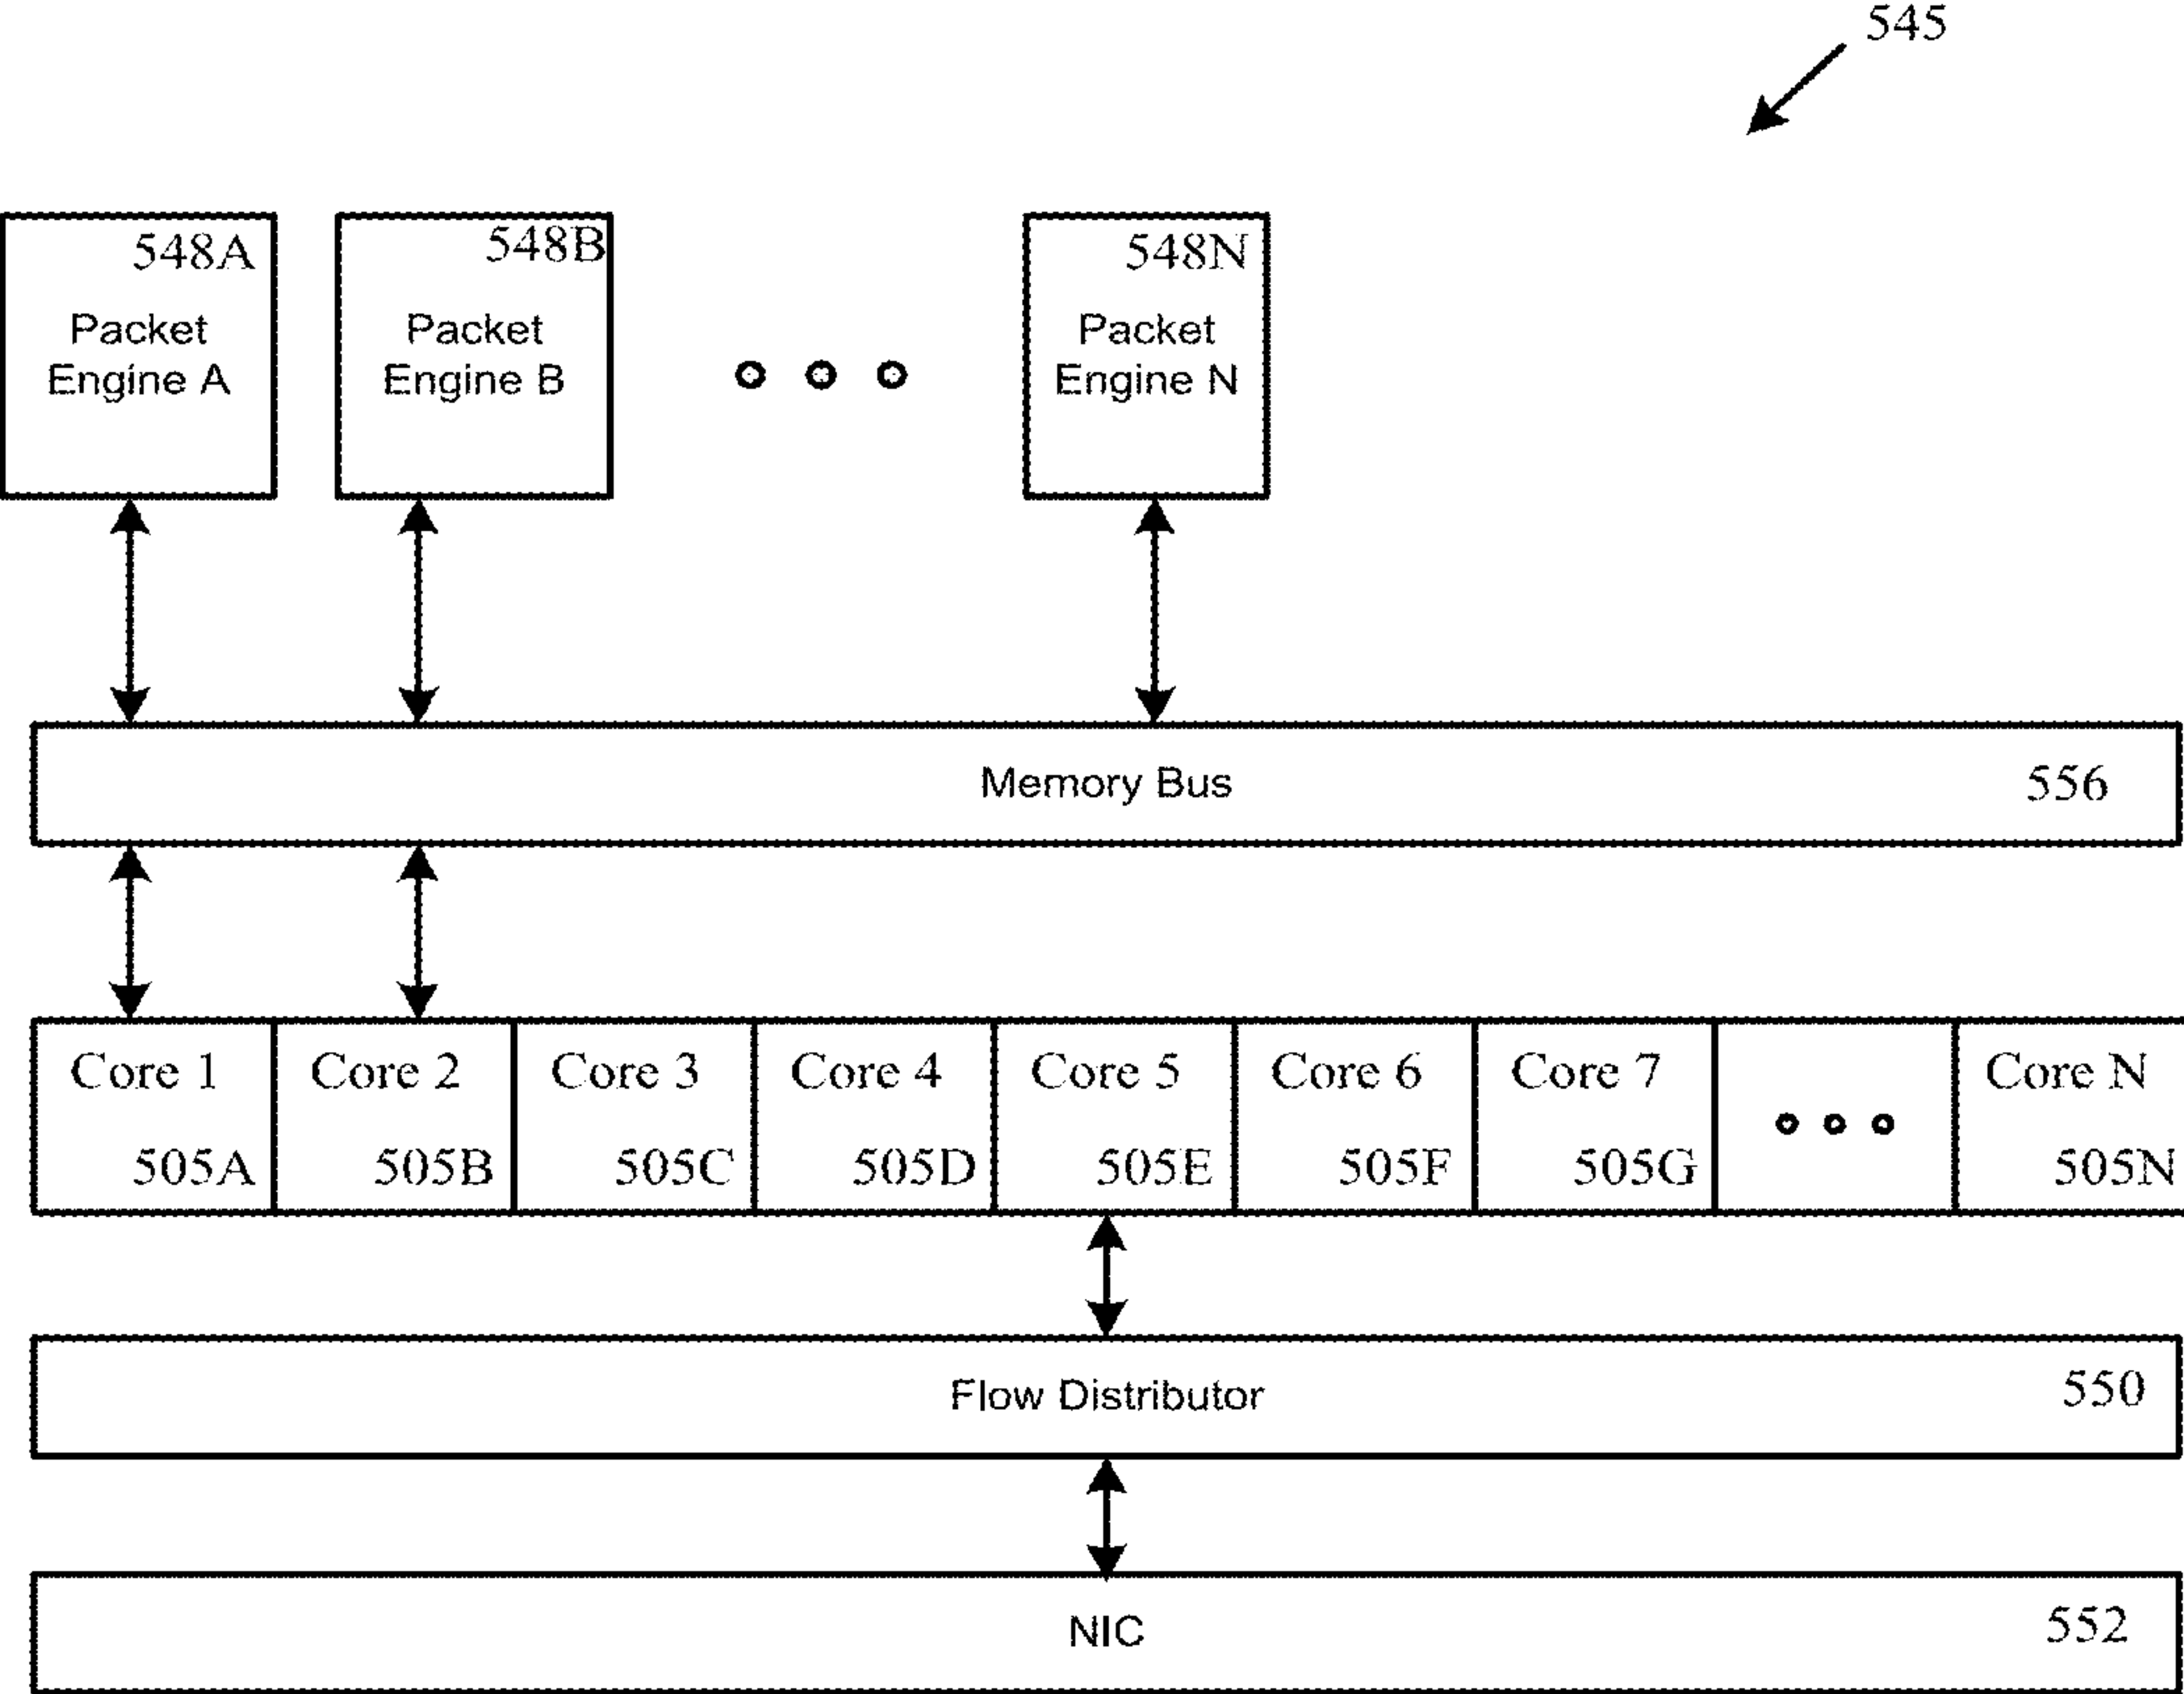 545
548A
Packet
Engine A
548B
Packet
Engine B
548N
Packet
Engine N
Memory Bus
556
Core 1
505A
Core 2
505B
Core 3
505C
Core 4
505D
Core 5
505E
Core 6
505F
Core 7
505G
Core N
505N
Flow Distributor
550
NIC
552